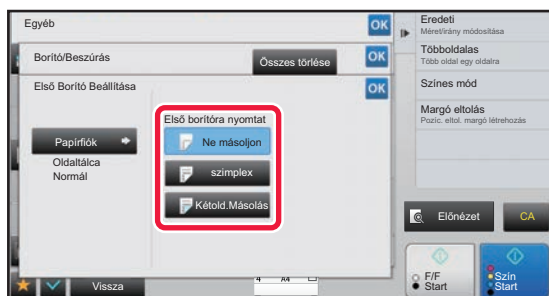 Egyéb
OK
Borító/Beszúrás
Összes törlése
OK
Első Borító Beállítása
OK
Első borítóra nyomtat
Papírfiók
Oldaltálca
Normál
Ne másoljon
szimplex
Kétold.Másolás
Vissza
4 A4
Eredeti
Méret/irány módosítása
Többoldalas
Több oldal egy oldalra
Színes mód
Margó eltolás
Pozíc. eltol. margó létrehozás
Előnézet
CA
F/F
Start
Szín
Start